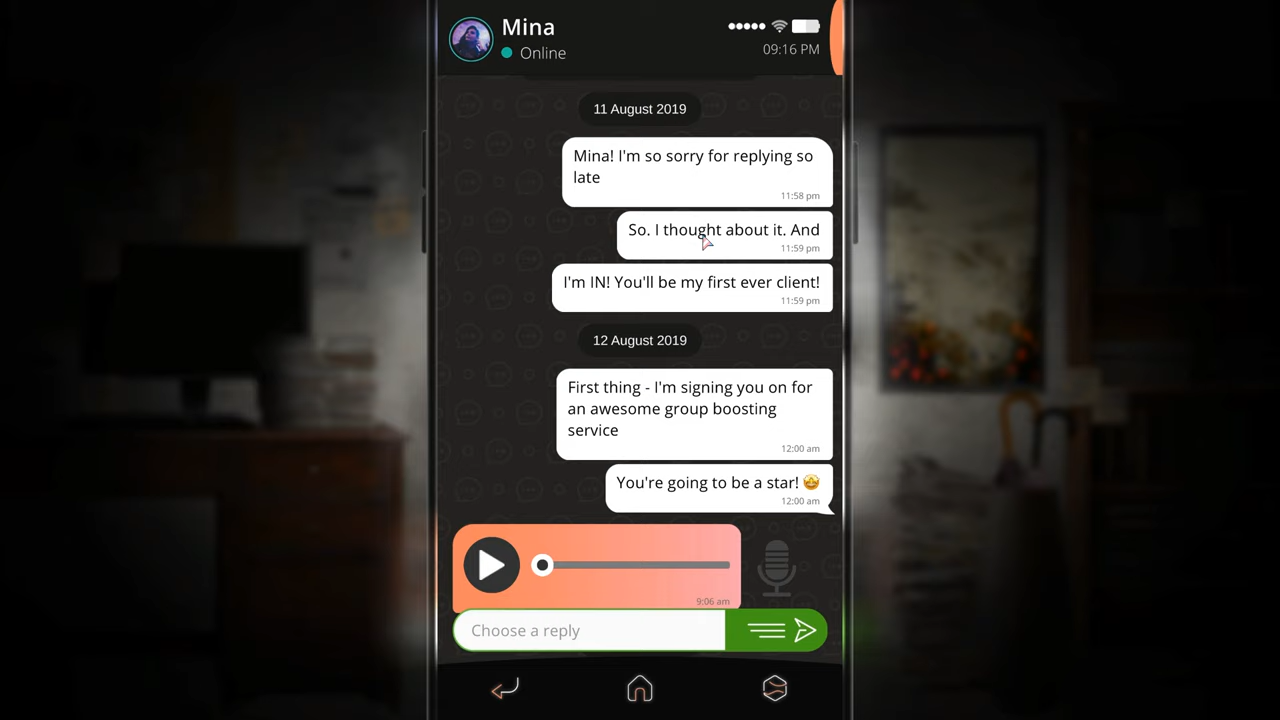 Mina
Online
09:16 PM
11 August 2019
Mina! I'm so sorry for replying so
late
11:58 pm
So. I thought about it. And
11:59 pm
I'm IN! You'll be my first ever client!
11:59 pm
12 August 2019
First thing - I'm signing you on for
an awesome group boosting
service
12:00 am
You're going to be a star! 🤩
12:00 am
9:06 am
Choose a reply